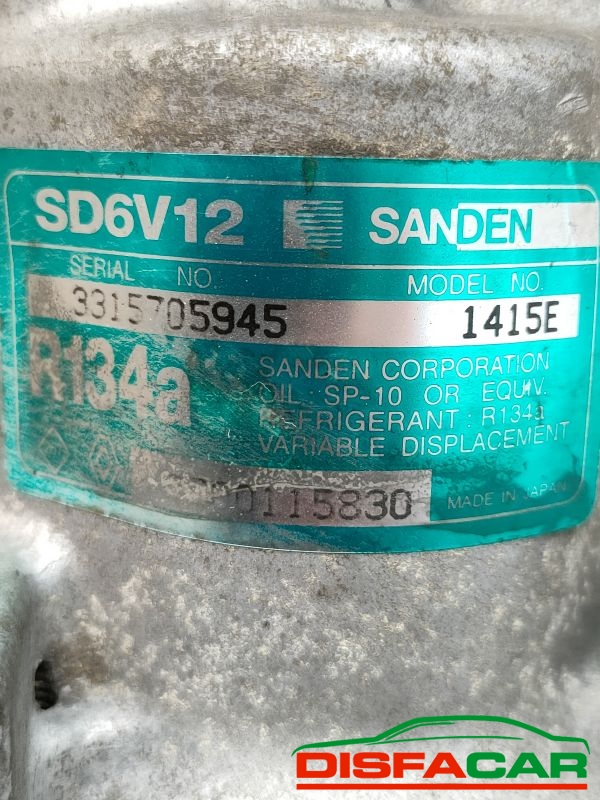 SD6V12 SANDEN
SERIAL NO. MODEL NO.
3315705945 1415E
R134a
SANDEN CORPORATION
OIL SP-10 OR EQUIV.
REFRIGERANT : R134a
VARIABLE DISPLACEMENT
0115830
MADE IN JAPAN
DISFACAR